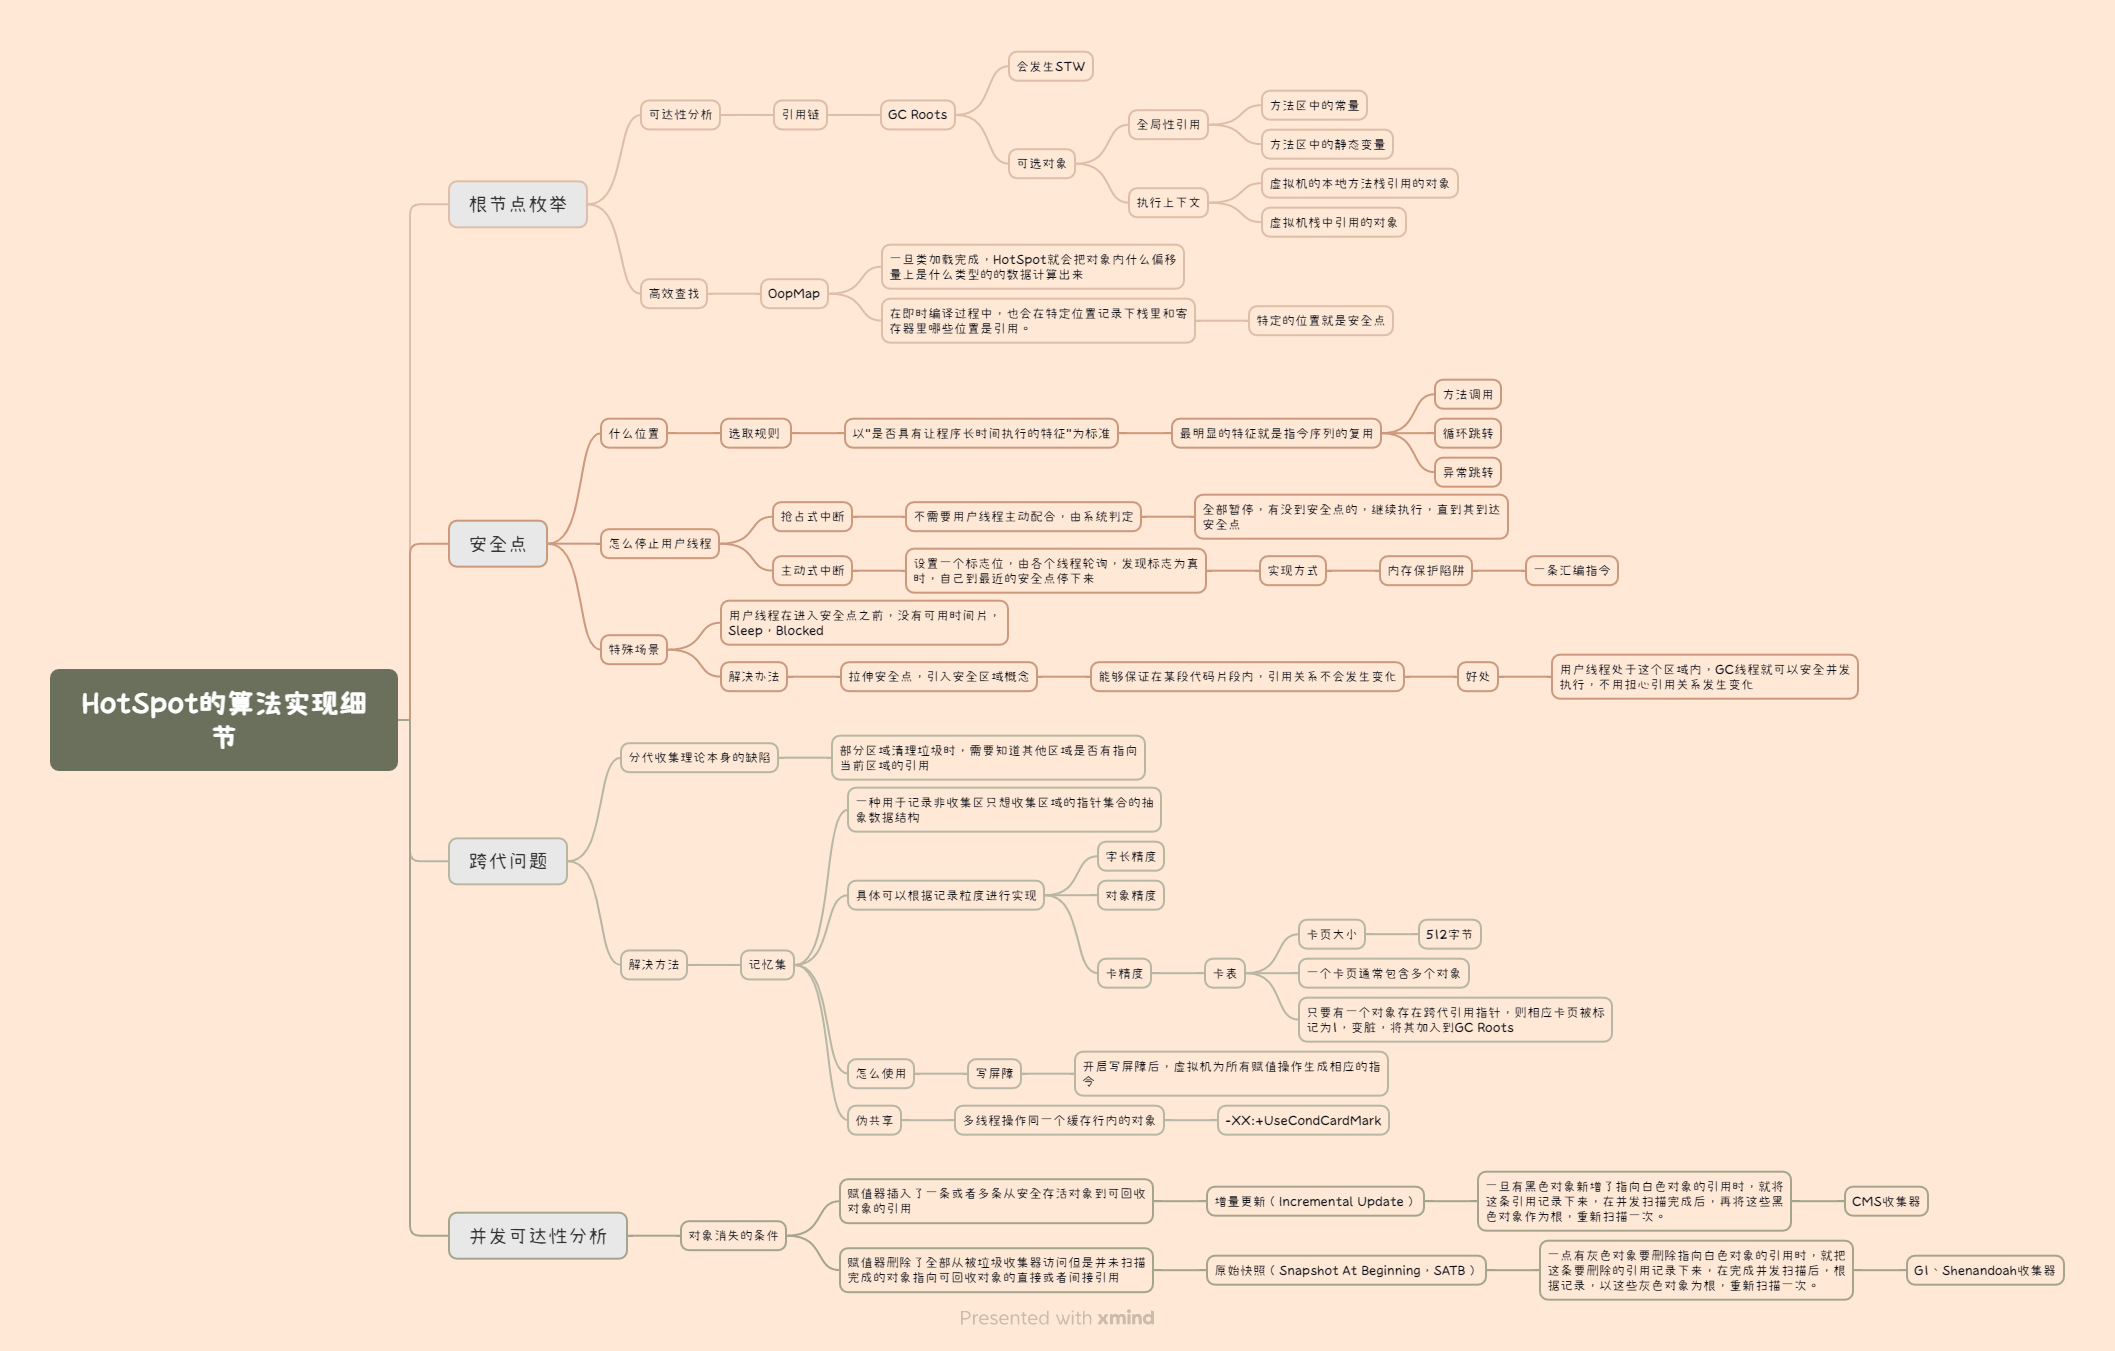 HotSpot的算法实现细
节
根节点枚举
可达性分析
引用链
GC Roots
会发生STW
可选对象
全局性引用
方法区中的常量
方法区中的静态变量
执行上下文
虚拟机的本地方法栈引用的对象
虚拟机栈中引用的对象
高效查找
OopMap
一旦类加载完成，HotSpot就会把对象内什么偏移
量上是什么类型的的数据计算出来
在即时编译过程中，也会在特定位置记录下栈里和寄
存器里哪些位置是引用。
特定的位置就是安全点
安全点
什么位置
选取规则
以"是否具有让程序长时间执行的特征"为标准
最明显的特征就是指令序列的复用
方法调用
循环跳转
异常跳转
怎么停止用户线程
抢占式中断
不需要用户线程主动配合，由系统判定
全部暂停，有没到安全点的，继续执行，直到其到达
安全点
主动式中断
设置一个标志位，由各个线程轮询，发现标志为真
时，自己到最近的安全点停下来
实现方式
内存保护陷阱
一条汇编指令
特殊场景
用户线程在进入安全点之前，没有可用时间片，
Sleep，Blocked
解决办法
拉伸安全点，引入安全区域概念
能够保证在某段代码片段内，引用关系不会发生变化
好处
用户线程处于这个区域内，GC线程就可以安全并发
执行，不用担心引用关系发生变化
跨代问题
分代收集理论本身的缺陷
部分区域清理垃圾时，需要知道其他区域是否有指向
当前区域的引用
解决方法
记忆集
一种用于记录非收集区只想收集区域的指针集合的抽
象数据结构
具体可以根据记录粒度进行实现
字长精度
对象精度
卡精度
卡表
卡页大小
512字节
一个卡页通常包含多个对象
只要有一个对象存在跨代引用指针，则相应卡页被标
记为1，变脏，将其加入到GC Roots
怎么使用
写屏障
开启写屏障后，虚拟机为所有赋值操作生成相应的指
令
伪共享
多线程操作同一个缓存行内的对象
-XX:+UseCondCardMark
并发可达性分析
对象消失的条件
赋值器插入了一条或者多条从安全存活对象到可回收
对象的引用
增量更新（Incremental Update）
一旦有黑色对象新增了指向白色对象的引用时，就将
这条引用记录下来，在并发扫描完成后，再将这些黑
色对象作为根，重新扫描一次。
CMS收集器
赋值器删除了全部从被垃圾收集器访问但是并未扫描
完成的对象指向可回收对象的直接或者间接引用
原始快照（Snapshot At Beginning，SATB）
一点有灰色对象要删除指向白色对象的引用时，就把
这条要删除的引用记录下来，在完成并发扫描后，根
据记录，以这些灰色对象为根，重新扫描一次。
G1、Shenandoah收集器
Presented with xmind